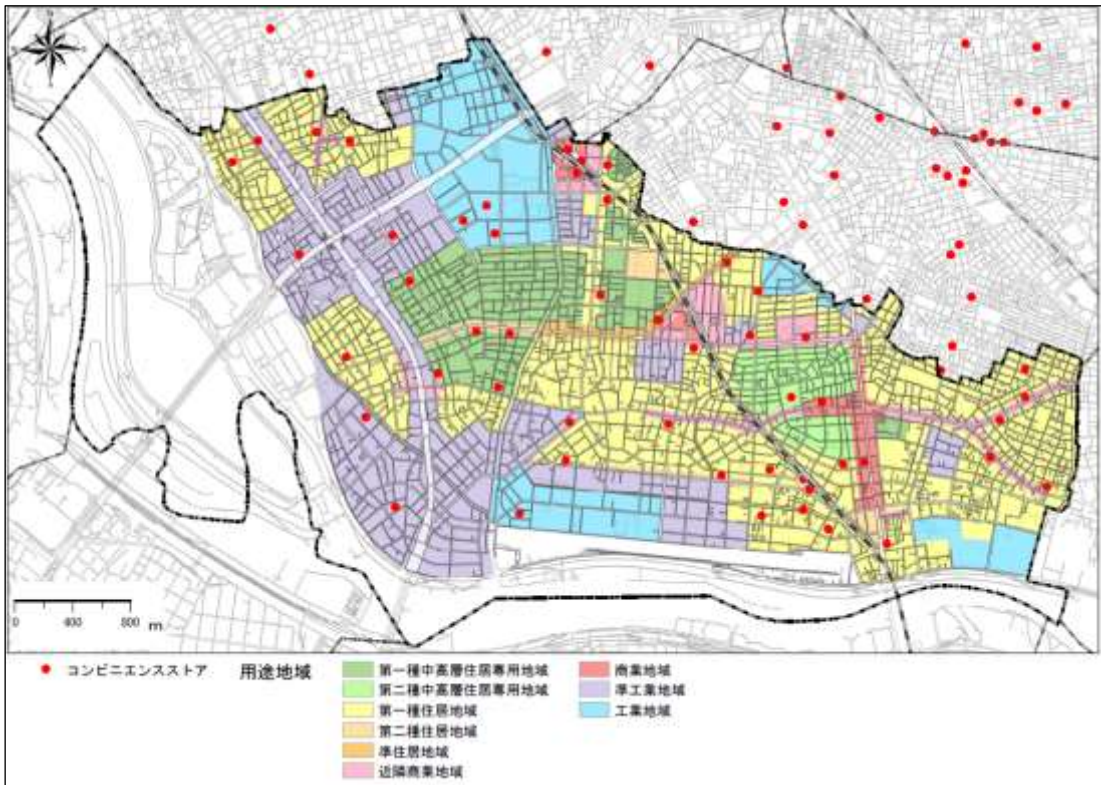 0 400 800 m
コンビニエンスストア
用途地域
第一種中高層住居専用地域
第二種中高層住居専用地域
第一種住居地域
第二種住居地域
準住居地域
近隣商業地域
商業地域
準工業地域
工業地域